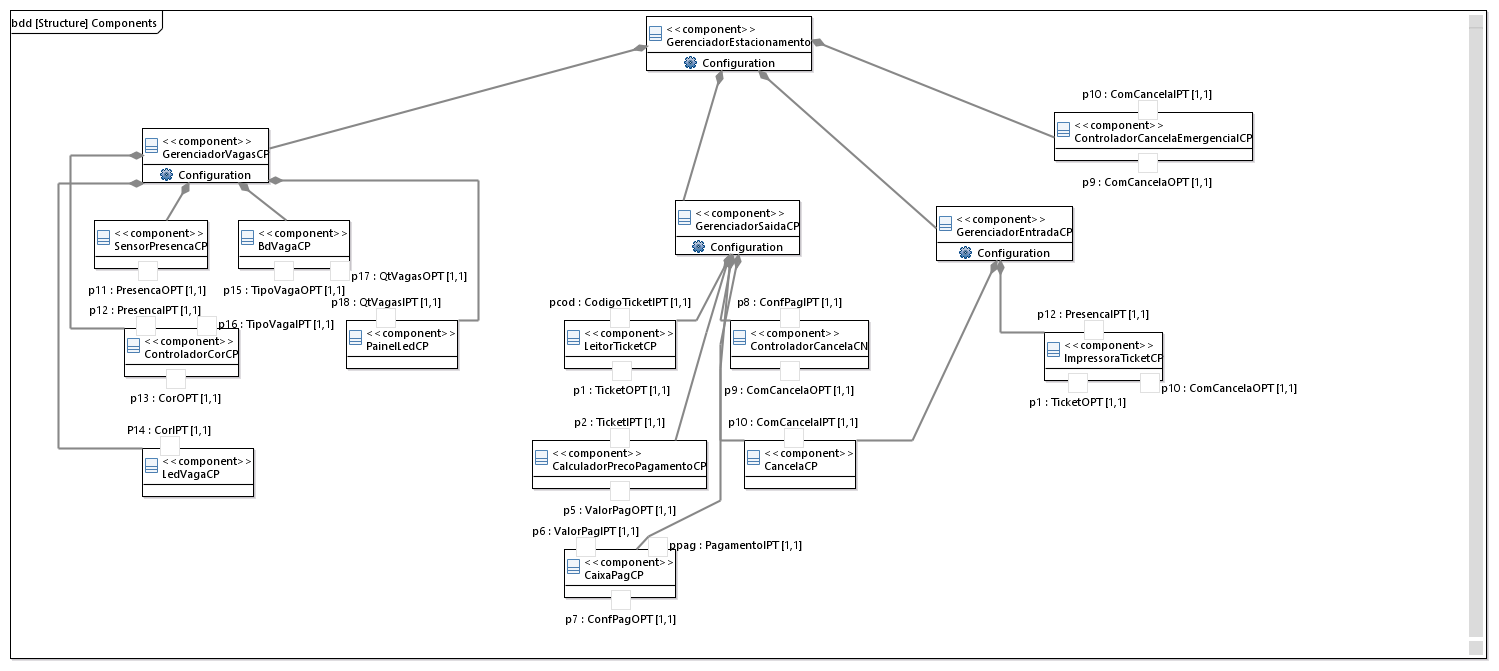 bdd [Structure] Components
<<component>>
GerenciadorEstacionamento
Configuration
p10 : ComCancelaIPT [1,1]
<<component>>
ControladorCancelaEmergencialCP
p9 : ComCancelaOPT [1,1]
<<component>>
GerenciadorVagasCP
Configuration
<<component>>
SensorPresencaCP
p11 : PresencaOPT [1,1]
<<component>>
BdVagaCP
p15 : TipoVagaOPT [1,1]
p17 : QtVagasOPT [1,1]
p18 : QtVagasIPT [1,1]
<<component>>
PainelLedCP
p12 : PresencaIPT [1,1]
p16 : TipoVagaIPT [1,1]
<<component>>
ControladorCorCP
p13 : CorOPT [1,1]
P14 : CorIPT [1,1]
<<component>>
LedVagaCP
<<component>>
GerenciadorSaidaCP
Configuration
pcod : CodigoTicketIPT [1,1]
<<component>>
LeitorTicketCP
p1 : TicketOPT [1,1]
p8 : ConfPagIPT [1,1]
<<component>>
ControladorCancelaCN
p9 : ComCancelaOPT [1,1]
p2 : TicketIPT [1,1]
<<component>>
CalculadorPrecoPagamentoCP
p5 : ValorPagOPT [1,1]
p10 : ComCancelaIPT [1,1]
<<component>>
CancelaCP
p6 : ValorPagIPT [1,1]
ppag : PagamentoIPT [1,1]
<<component>>
CaixaPagCP
p7 : ConfPagOPT [1,1]
<<component>>
GerenciadorEntradaCP
Configuration
p12 : PresencaIPT [1,1]
<<component>>
ImpressoraTicketCP
p1 : TicketOPT [1,1]
p10 : ComCancelaOPT [1,1]